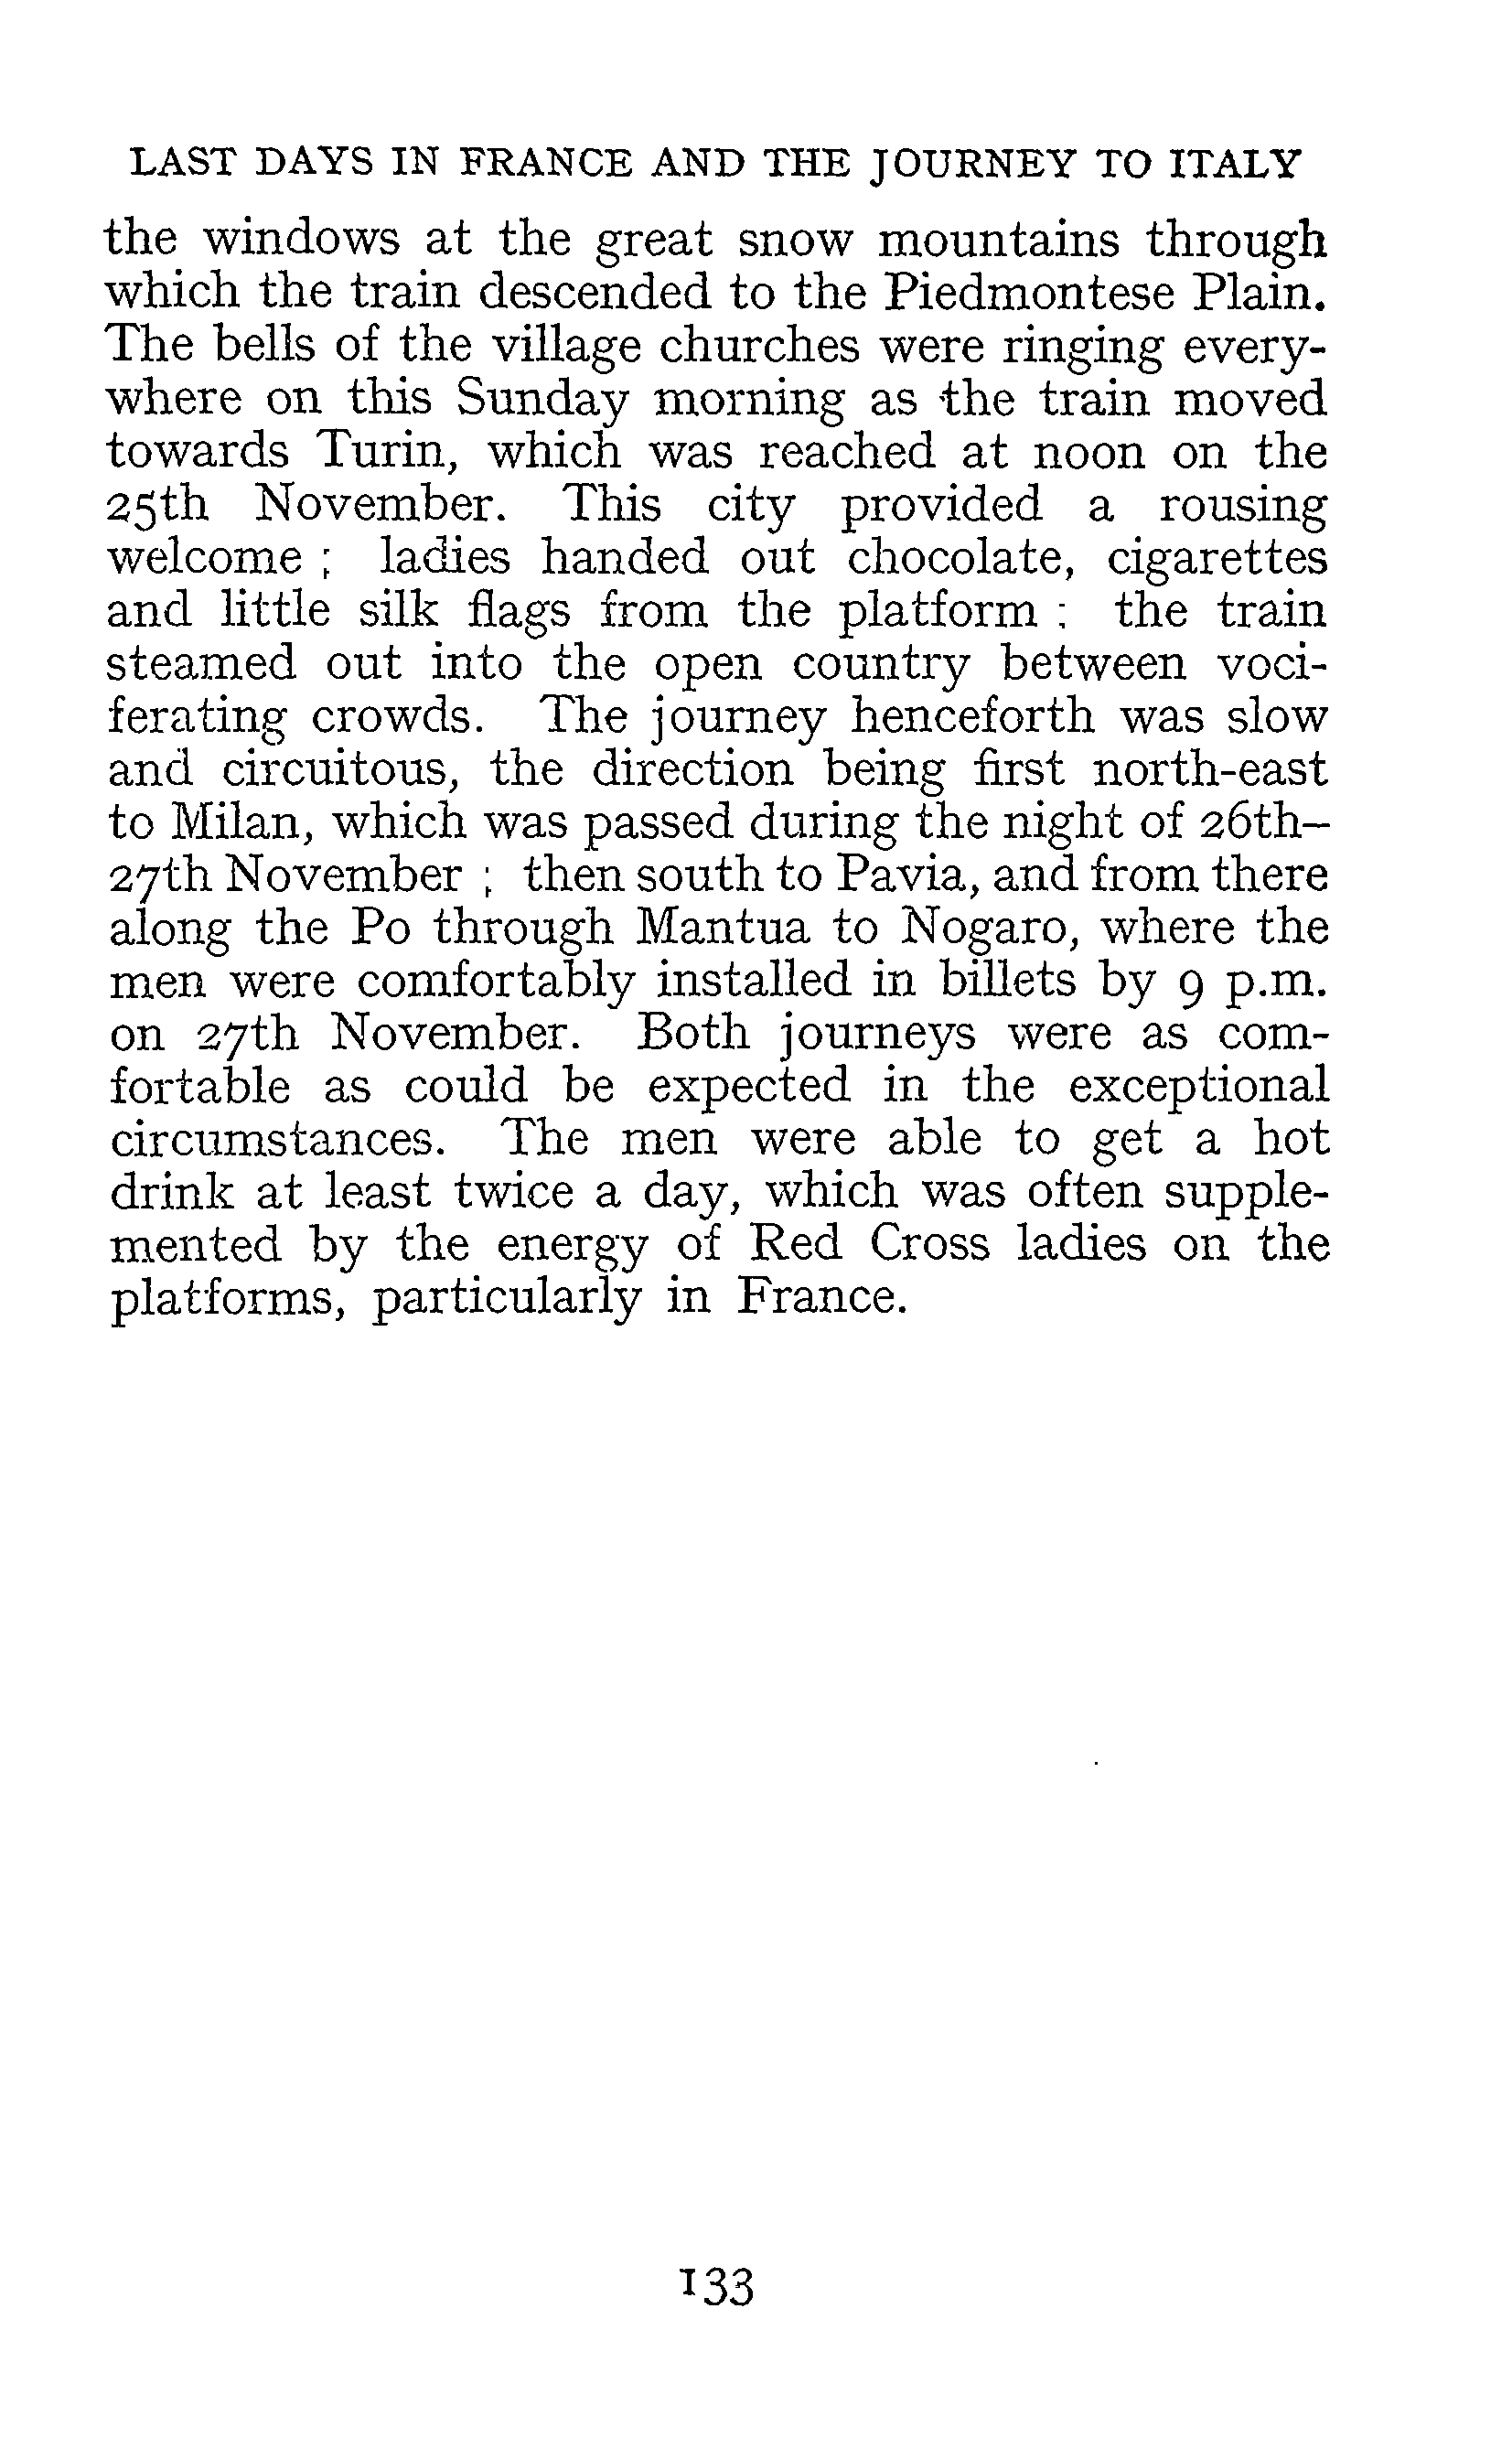 LAST DAYS IN FRANCE AND THE JOURNEY TO ITALY
the windows at the great snow mountains through
which the train descended to the Piedmontese Plain.
The bells of the village churches were ringing every-
where on this Sunday morning as the train moved
towards Turin, which was reached at noon on the
25th November. This city provided a rousing
welcome ; ladies handed out chocolate, cigarettes
and little silk flags from the platform ; the train
steamed out into the open country between voci-
ferating crowds. The journey henceforth was slow
and circuitous, the direction being first north-east
to Milan, which was passed during the night of 26th–
27th November ; then south to Pavia, and from there
along the Po through Mantua to Nogaro, where the
men were comfortably installed in billets by 9 p.m.
on 27th November. Both journeys were as com-
fortable as could be expected in the exceptional
circumstances. The men were able to get a hot
drink at least twice a day, which was often supple-
mented by the energy of Red Cross ladies on the
platforms, particularly in France.
133